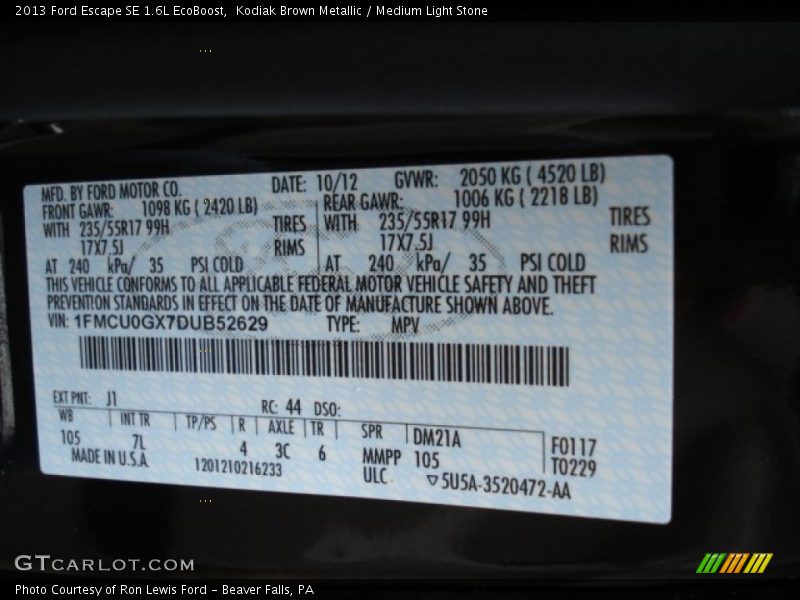 2013 Ford Escape SE 1.6L EcoBoost,  Kodiak Brown Metallic / Medium Light Stone
MFD. BY FORD MOTOR CO. DATE: 10/12 GVWR: 2050 KG ( 4520 LB)
FRONT GAWR: 1098 KG ( 2420 LB) REAR GAWR: 1006 KG ( 2218 LB)
WITH 235/55R17 99H TIRES WITH 235/55R17 99H TIRES
17X7.5J RIMS 17X7.5J RIMS
AT 240 kPa/ 35 PSI COLD AT 240 kPa/ 35 PSI COLD
THIS VEHICLE CONFORMS TO ALL APPLICABLE FEDERAL MOTOR VEHICLE SAFETY AND THEFT
PREVENTION STANDARDS IN EFFECT ON THE DATE OF MANUFACTURE SHOWN ABOVE.
VIN: 1FMCU0GX7DUB52629 TYPE: MPV
EXT PNT: J1 RC: 44 DSO:
WB INT TR TP/PS R AXLE TR SPR DM21A F0117
105 7L 4 3C 6 MMPP 105 T0229
MADE IN U.S.A. 1201210216233 ULC 5U5A-3520472-AA
GTCARLOT.COM
Photo Courtesy of Ron Lewis Ford - Beaver Falls, PA